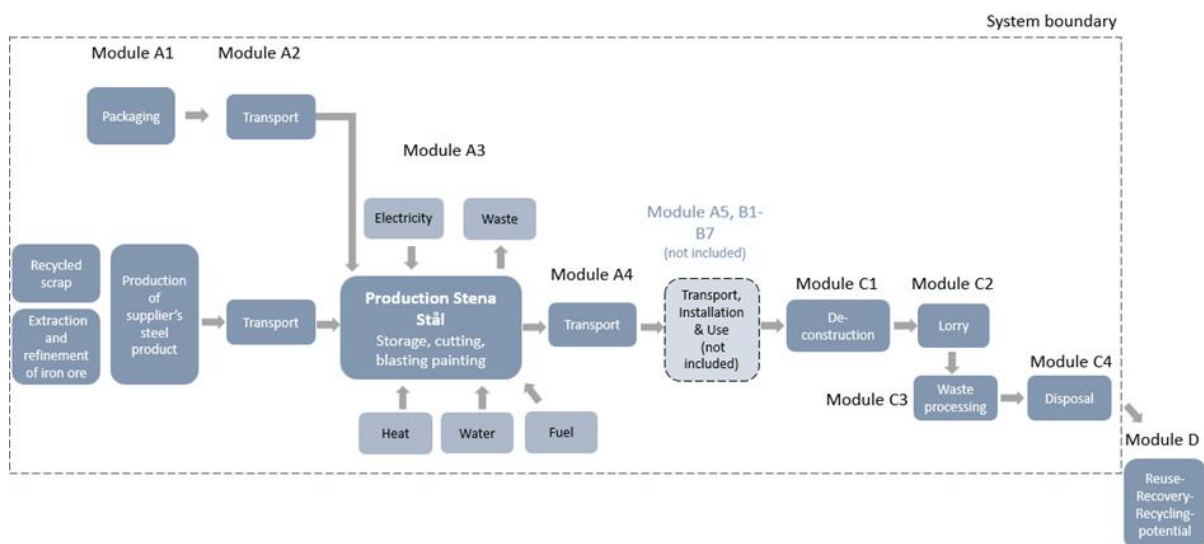 System boundary
Module A1
Module A2
Packaging
Transport
Module A3
Electricity
Waste
Module A5, B1-
B7
(not included)
Recycled
scrap
Extraction and
refinement
of iron ore
Production
of
supplier's
steel
product
Transport
Production Stena
Stål
Storage, cutting,
blasting painting
Module A4
Transport
Transport,
Installation
& Use
(not
included)
Module C1
De-
construction
Module C2
Lorry
Module C3
Waste
processing
Module C4
Disposal
Heat
Water
Fuel
Module D
Reuse-
Recovery-
Recycling-
potential